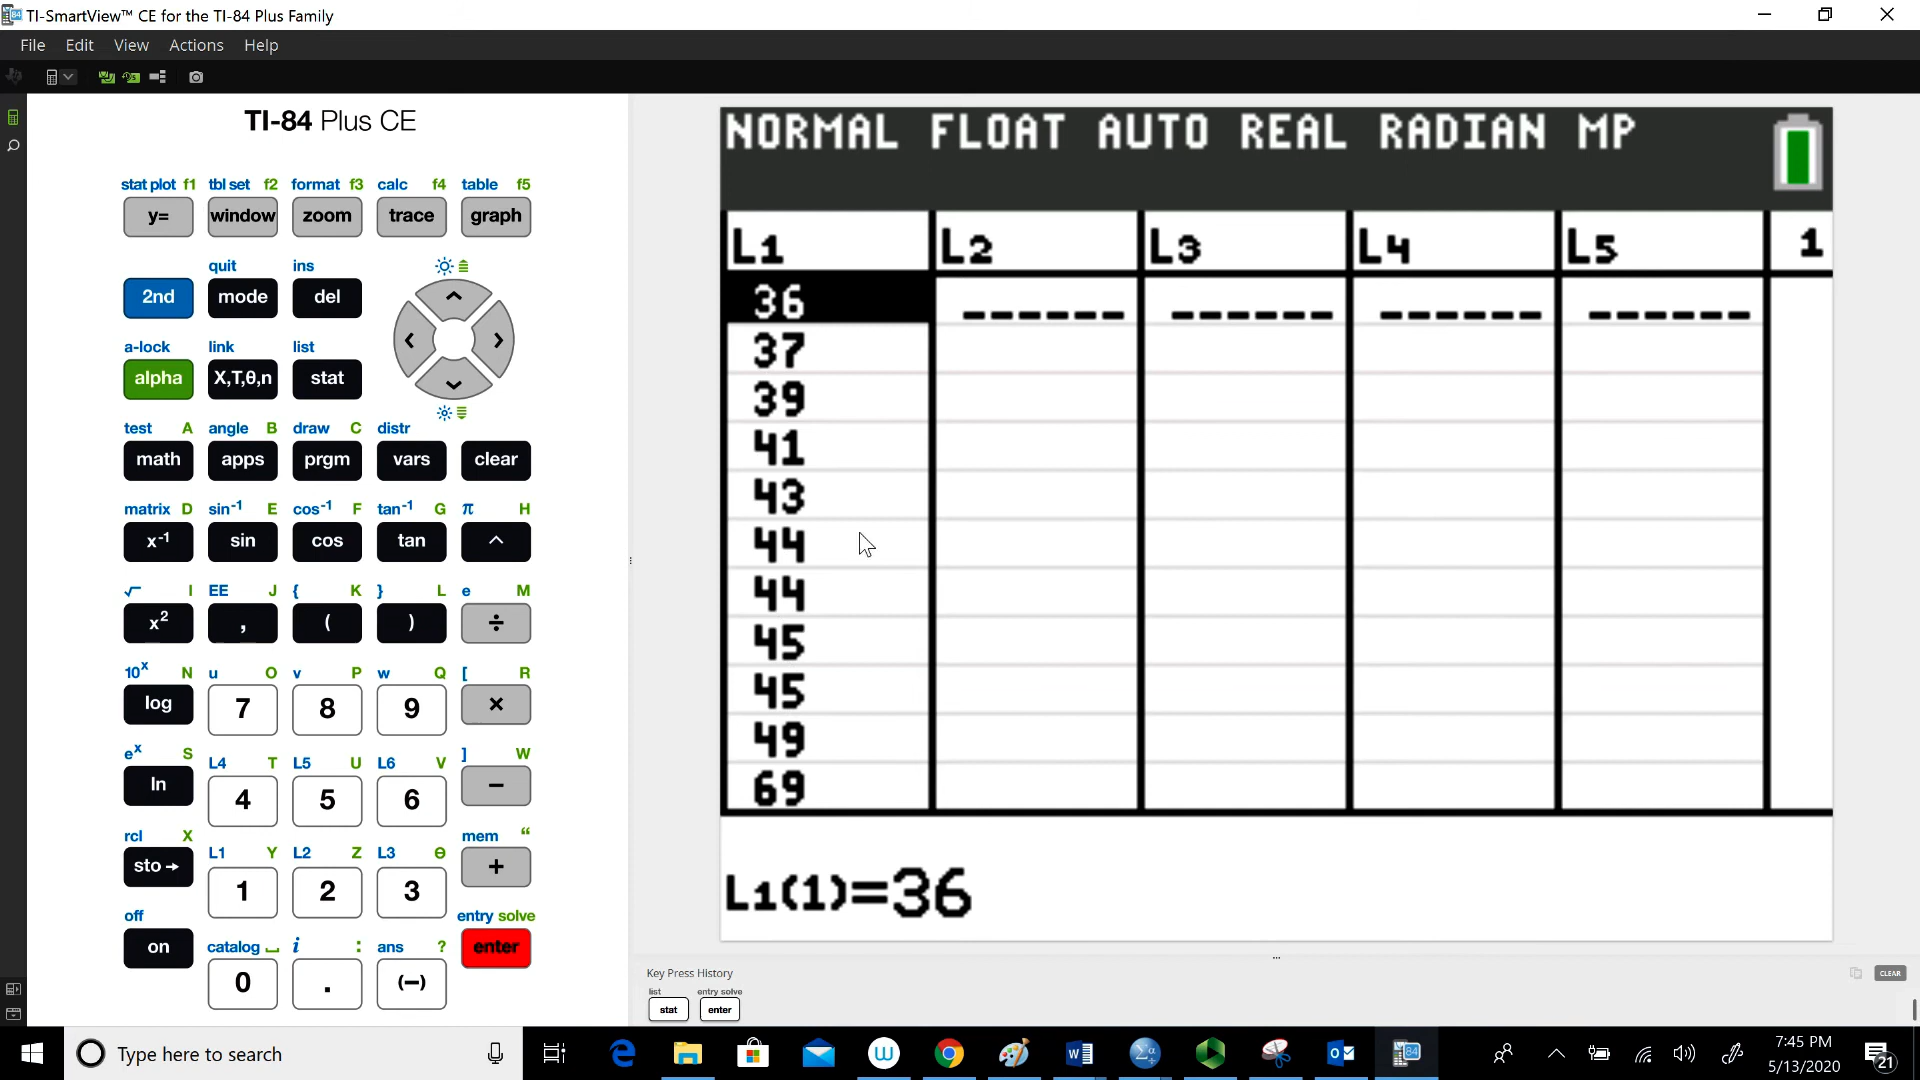 TI-SmartView™ CE for the TI-84 Plus Family
File Edit View Actions Help
TI-84 Plus CE
stat plot f1 tbl set f2 format f3 calc f4 table f5
y= window zoom trace graph
quit ins
2nd mode del
a-lock link list
alpha X,T,θ,n stat
test A angle B draw C distr
math apps prgm vars clear
matrix D sin-1 E cos-1 F tan-1 G π H
x-1 sin cos tan ^
√ I EE J { K } L e M
x2 , ( ) ÷
10x N u O v P w Q [ R
log 7 8 9 ×
ex S L4 T L5 U L6 V ] W
ln 4 5 6 −
rcl X L1 Y L2 Z L3 θ mem “
sto→ 1 2 3 +
off catalog i : ans ? entry solve
on 0 . (−) enter
NORMAL FLOAT AUTO REAL RADIAN MP
L1 L2 L3 L4 L5 1
36 ------ ------ ------ ------
37
39
41
43
44
44
45
45
49
69
L1(1)=36
Key Press History
CLEAR
list entry solve
stat enter
Type here to search
7:45 PM
5/13/2020
21